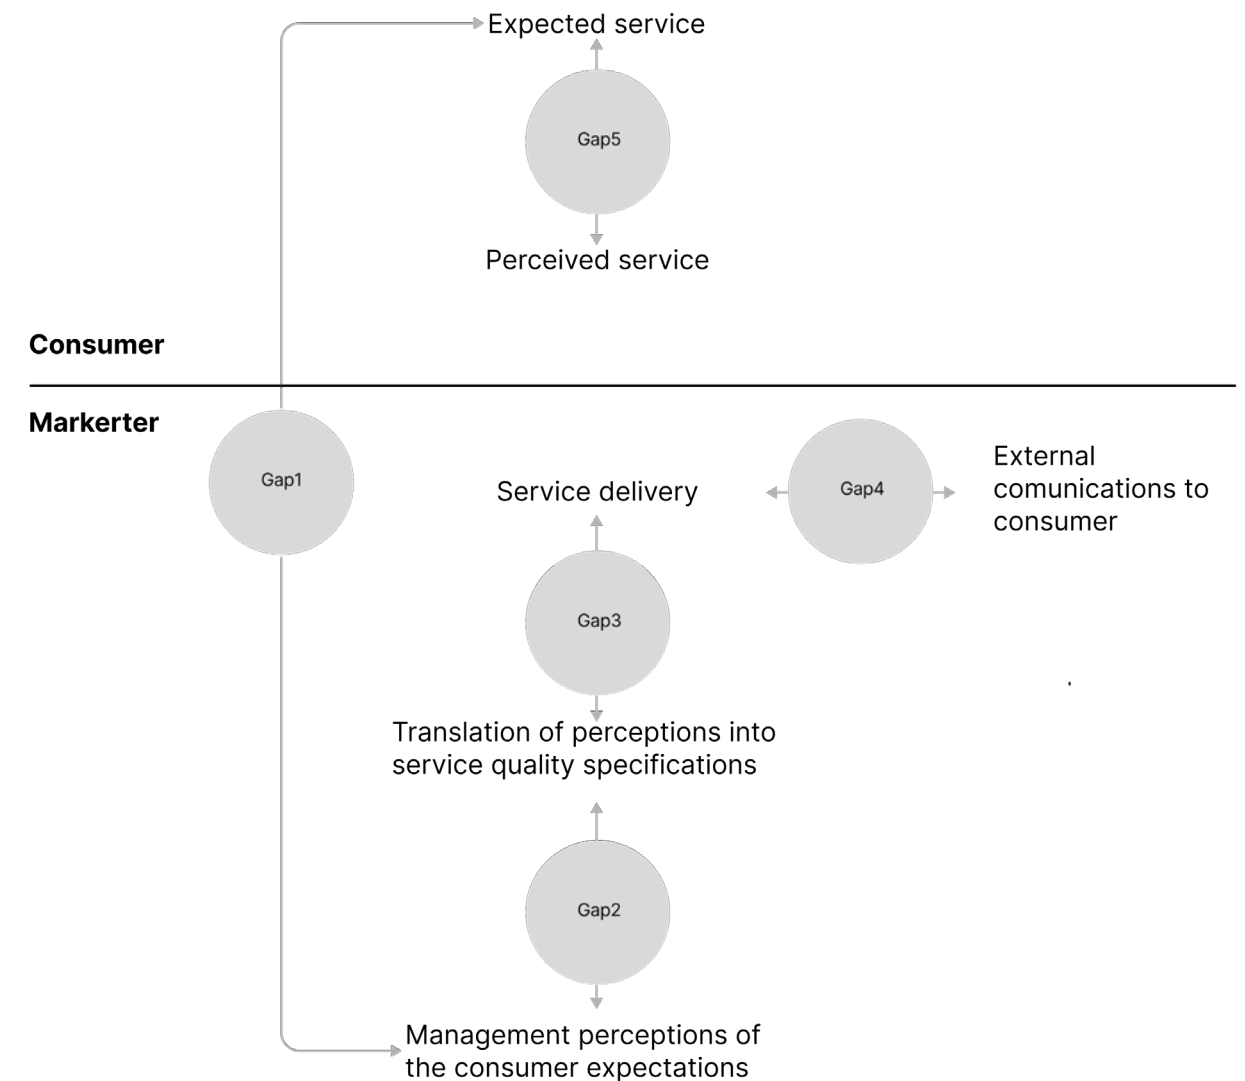 Expected service
Gap5
Perceived service
Consumer
Markerter
Gap1
Service delivery
Gap4
External
comunications to
consumer
Gap3
Translation of perceptions into
service quality specifications
Gap2
Management perceptions of
the consumer expectations